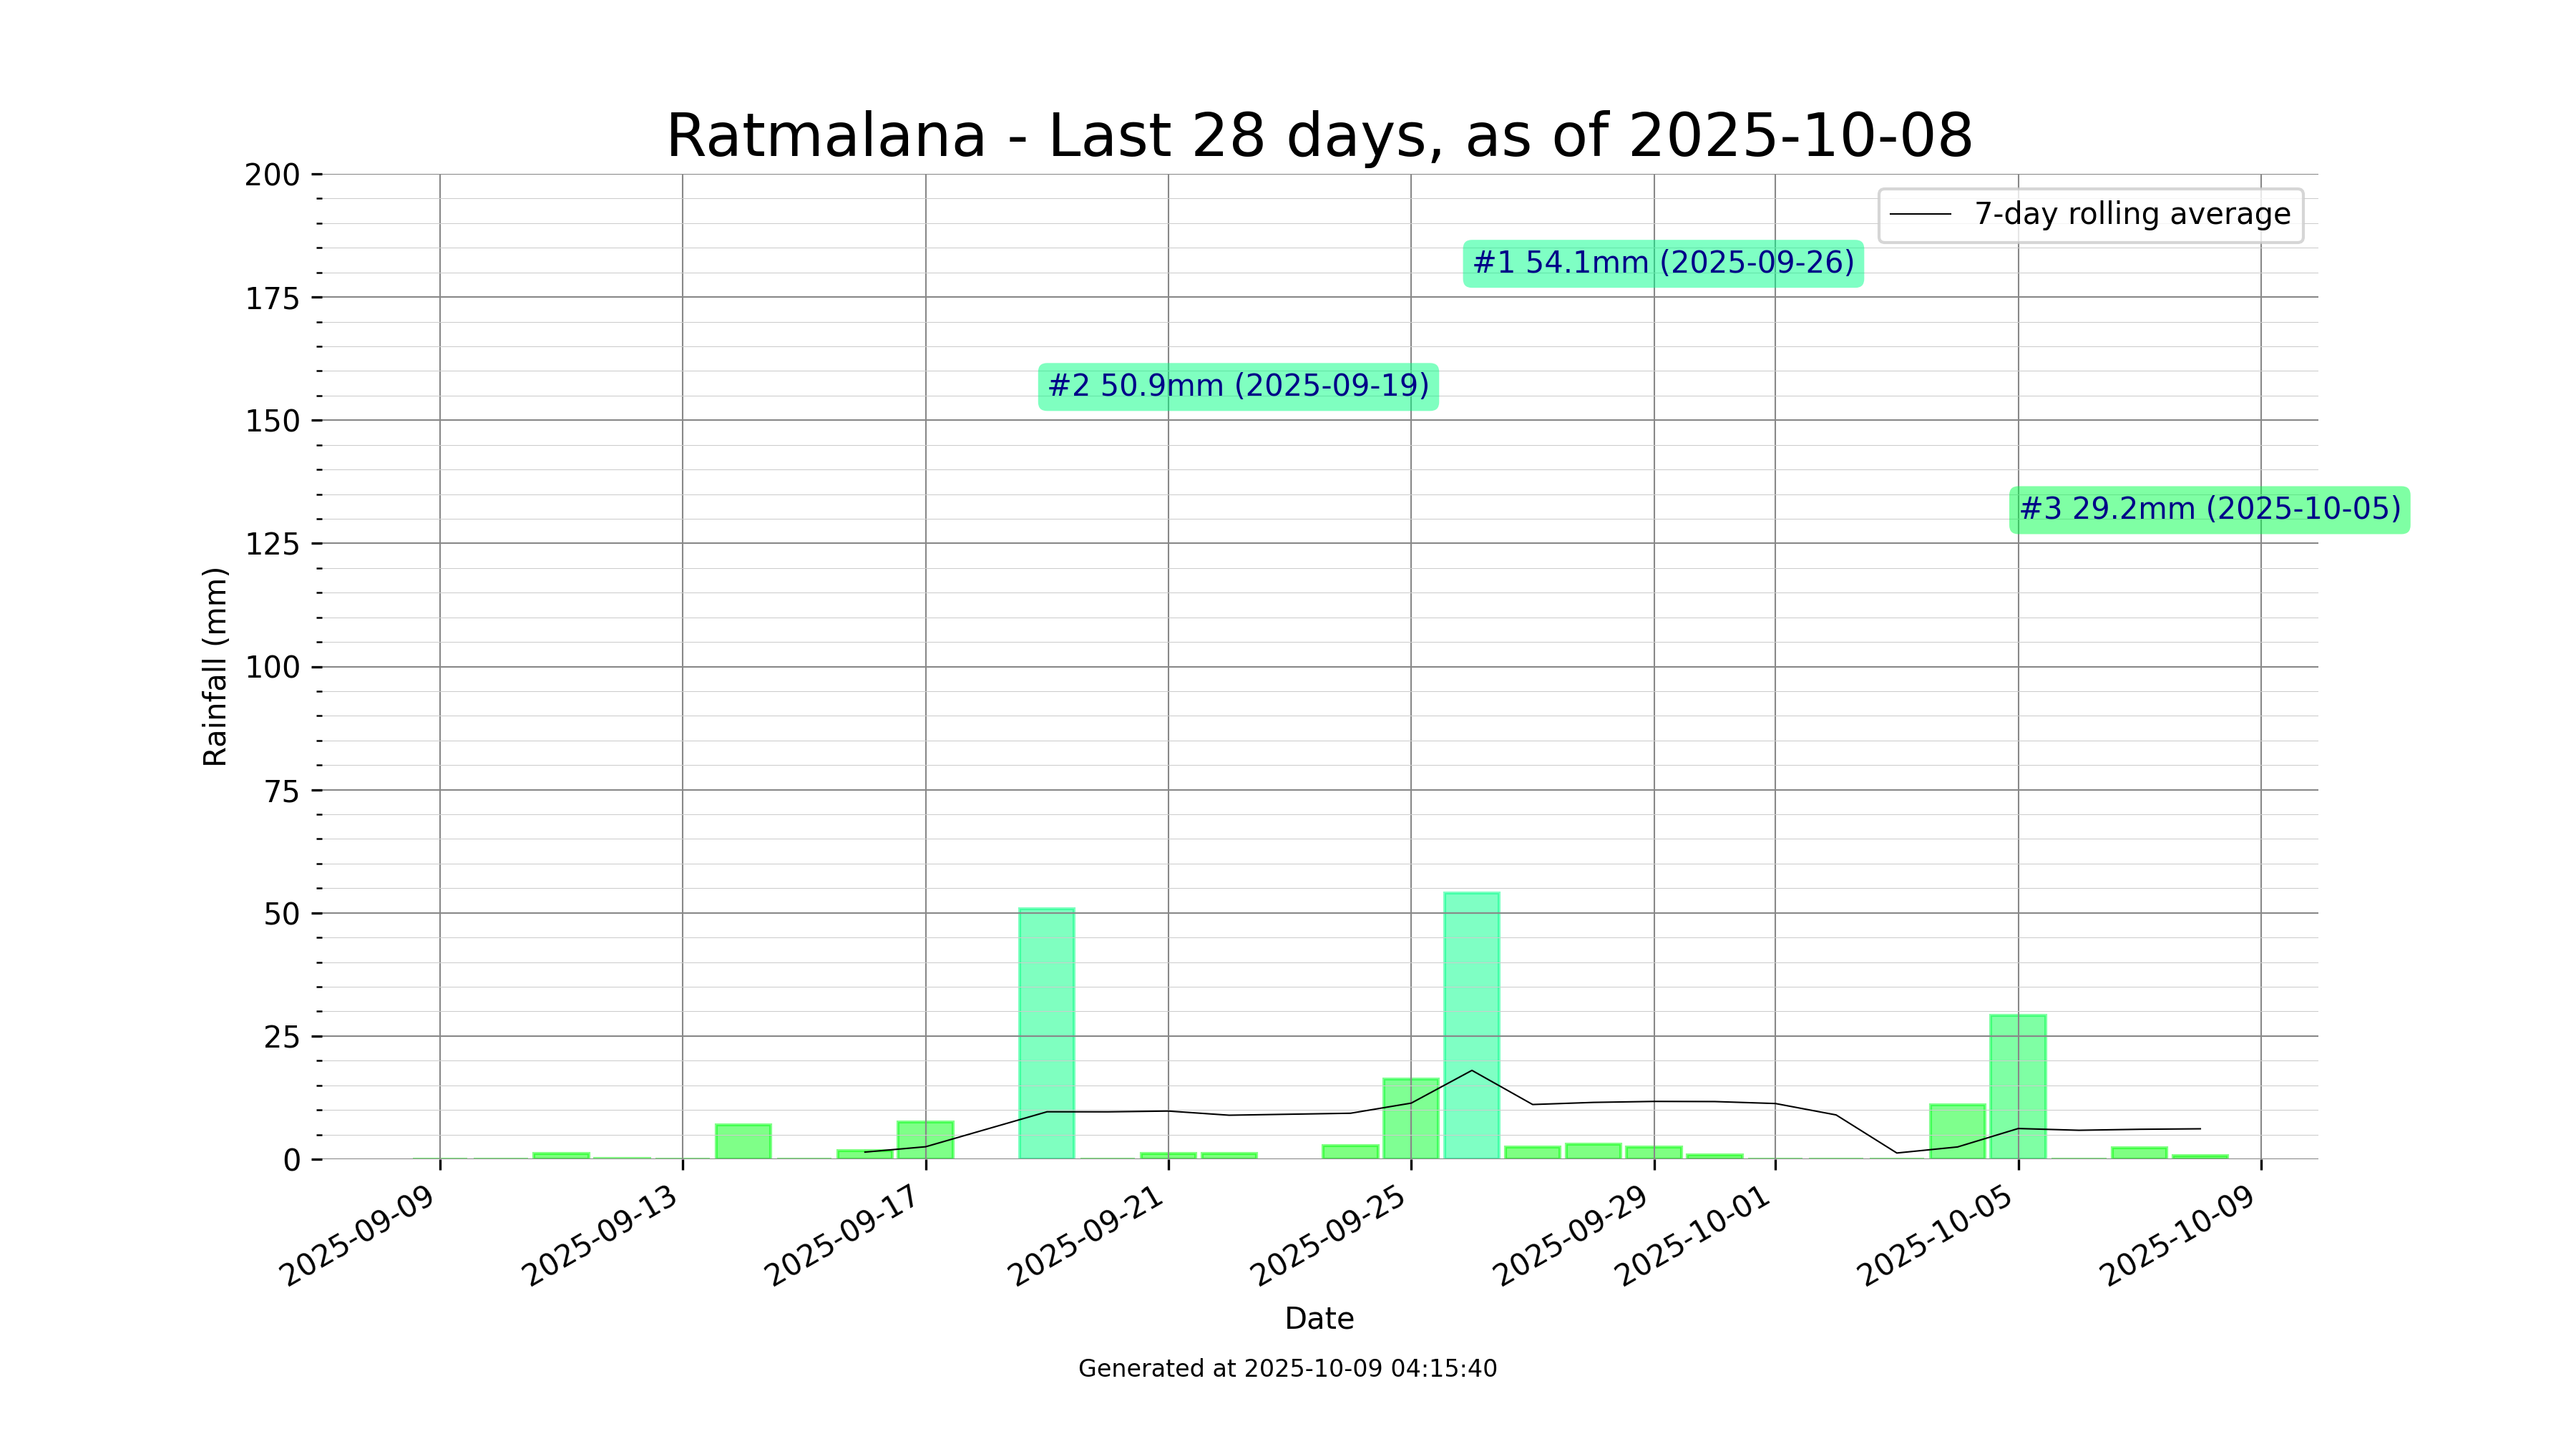 Ratmalana - Last 28 days, as of 2025-10-08
200
175
150
125
100
75
50
25
0
Rainfall (mm)
7-day rolling average
#1 54.1mm (2025-09-26)
#2 50.9mm (2025-09-19)
#3 29.2mm (2025-10-05)
2025-09-09
2025-09-13
2025-09-17
2025-09-21
2025-09-25
2025-09-29
2025-10-01
2025-10-05
2025-10-09
Date
Generated at 2025-10-09 04:15:40